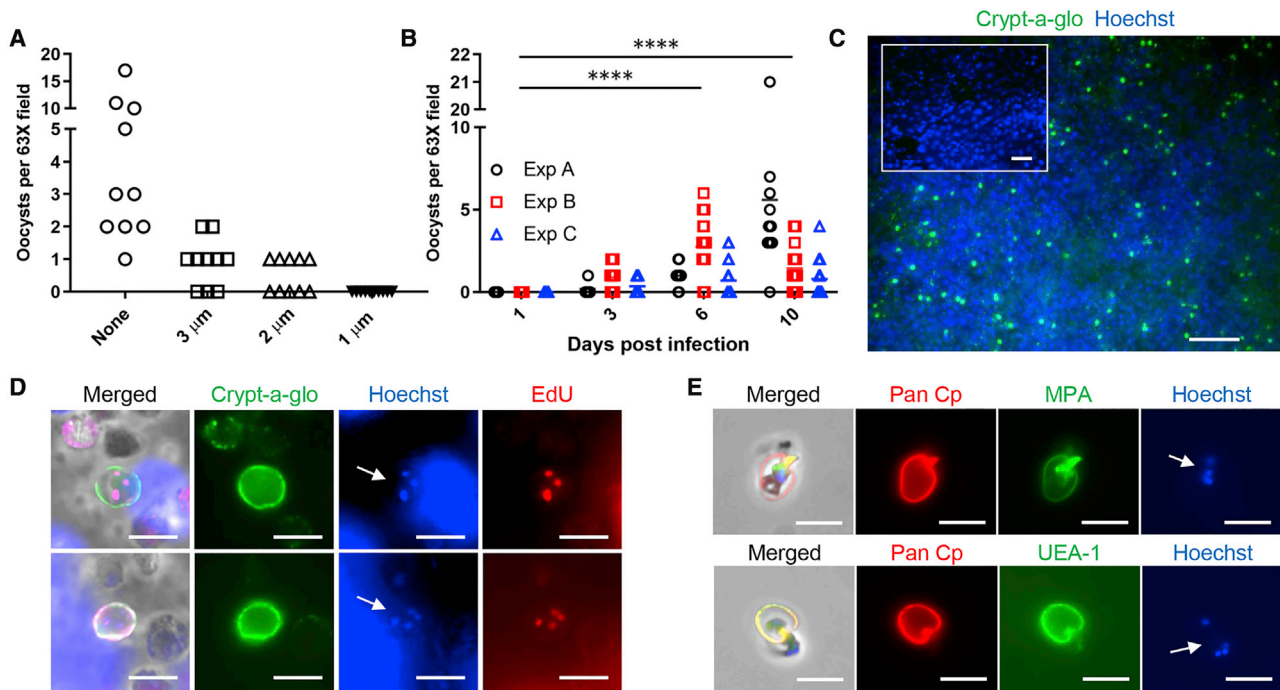 A
Oocysts per 63X field
20
15
10
5
4
3
2
1
0
None
3 μm
2 μm
1 μm
B
Oocysts per 63X field
22
21
20
10
5
0
****
****
Exp A
Exp B
Exp C
1
3
6
10
Days post infection
C
Crypt-a-glo Hoechst
D
Merged
Crypt-a-glo
Hoechst
EdU
E
Merged
Pan Cp
MPA
Hoechst
Merged
Pan Cp
UEA-1
Hoechst